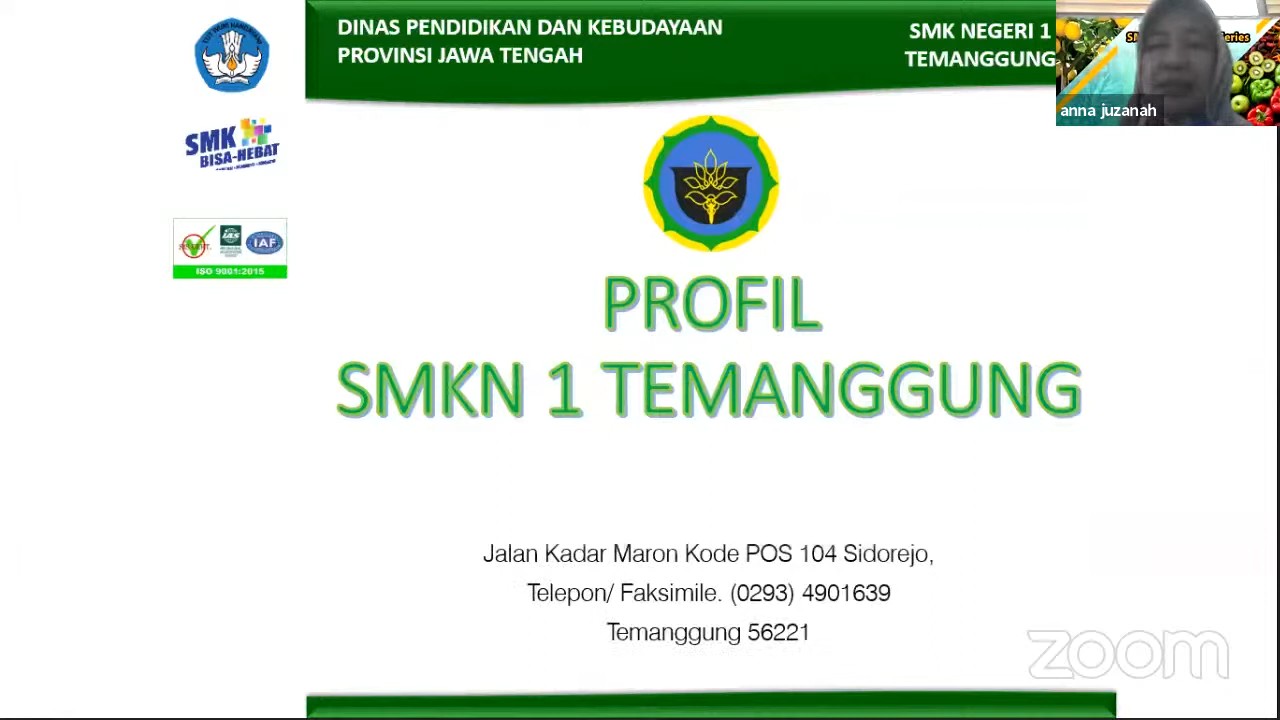 DINAS PENDIDIKAN DAN KEBUDAYAAN
PROVINSI JAWA TENGAH
SMK NEGERI 1
TEMANGGUNG
anna juzanah
SMK
BISA-HEBAT
IAS
IAF
ISO 9001:2015
PROFIL
SMKN 1 TEMANGGUNG
Jalan Kadar Maron Kode POS 104 Sidorejo,
Telepon/ Faksimile. (0293) 4901639
Temanggung 56221
zoom